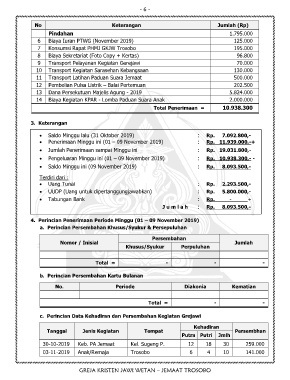 - 4 -
No Keterangan Jumlah (Rp)
Pindahan 1.795.000
6 Biaya Iuran PTWG (November 2019) 125.000
7 Konsumsi Rapat PHMJ GKJW Trosobo 195.000
8 Biaya Sekretariat (Foto Copy + Kertas) 96.800
9 Transport Pelayanan Kegiatan Gerejawi 70.000
10 Transport Kegiatan Sarasehan Kebangsaan 130.000
11 Transport Latihan Paduan Suara Jemaat 500.000
12 Pembelian Pulsa Listrik - Balai Pertemuan 202.500
13 Dana Persekutuan Majelis Agung - 2019 5.824.000
14 Biaya Kegiatan KPAR - Lomba Paduan Suara Anak 2.000.000
Total Penerimaan = 10.938.300
3. Keterangan
• Saldo Minggu lalu (31 Oktober 2019) : Rp. 7.092.800,-
• Penerimaan Minggu ini (01 – 09 November 2019) : Rp. 11.939.000,-+
• Jumlah Penerimaan sampai Minggu ini : Rp. 19.031.800,-
• Pengeluaran Minggu ini (01 – 09 November 2019) : Rp. 10.938.300,- -
• Saldo Minggu ini (09 November 2019) : Rp. 8.093.500,-
Terdiri dari :
• Uang Tunai : Rp. 2.293.500,-
• UUDP (Uang untuk dipertanggungjawabkan) : Rp. 5.800.000,-
• Tabungan Bank : Rp. -
J u m l a h : Rp. 8.093.500,-
4. Perincian Penerimaan Periode Minggu (01 – 09 November 2019)
a. Perincian Persembahan Khusus/Syukur & Perpuluhan
Nomor / Inisial Persembahan Jumlah
Khusus/Syukur Perpuluhan
Total = - - -
b. Perincian Persembahan Kartu Bulanan
No. Periode Diakonia Kematian
Total = - -
c. Perincian Data Kehadiran dan Persembahan Kegiatan Gerejawi
Tanggal Jenis Kegiatan Tempat Kehadiran Persembhan
Putra Putri Jmlh
30-10-2019 Keb. PA Jemaat Kel. Sugeng P. 12 18 30 259.000
03-11-2019 Anak/Remaja Trosobo 6 4 10 141.000
GREJA KRISTEN JAWI WETAN – JEMAAT TROSOBO